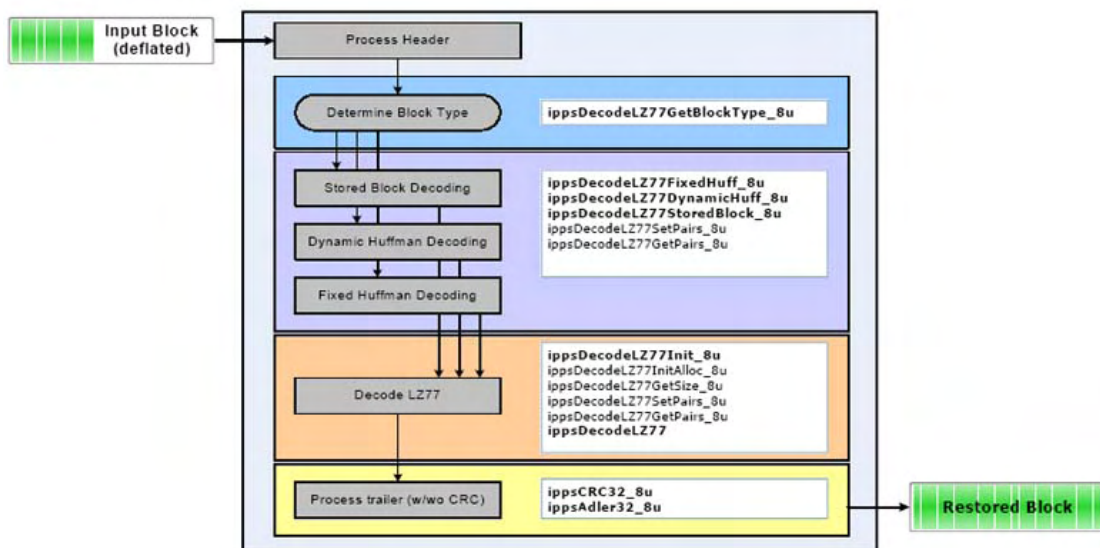 Input Block
(deflated)
Process Header
Determine Block Type
ippsDecodeLZ77GetBlockType_8u
Stored Block Decoding
Dynamic Huffman Decoding
Fixed Huffman Decoding
ippsDecodeLZ77FixedHuff_8u
ippsDecodeLZ77DynamicHuff_8u
ippsDecodeLZ77StoredBlock_8u
ippsDecodeLZ77SetPairs_8u
ippsDecodeLZ77GetPairs_8u
Decode LZ77
ippsDecodeLZ77Init_8u
ippsDecodeLZ77InitAlloc_8u
ippsDecodeLZ77GetSize_8u
ippsDecodeLZ77SetPairs_8u
ippsDecodeLZ77GetPairs_8u
ippsDecodeLZ77
Process trailer (w/wo CRC)
ippsCRC32_8u
ippsAdler32_8u
Restored Block